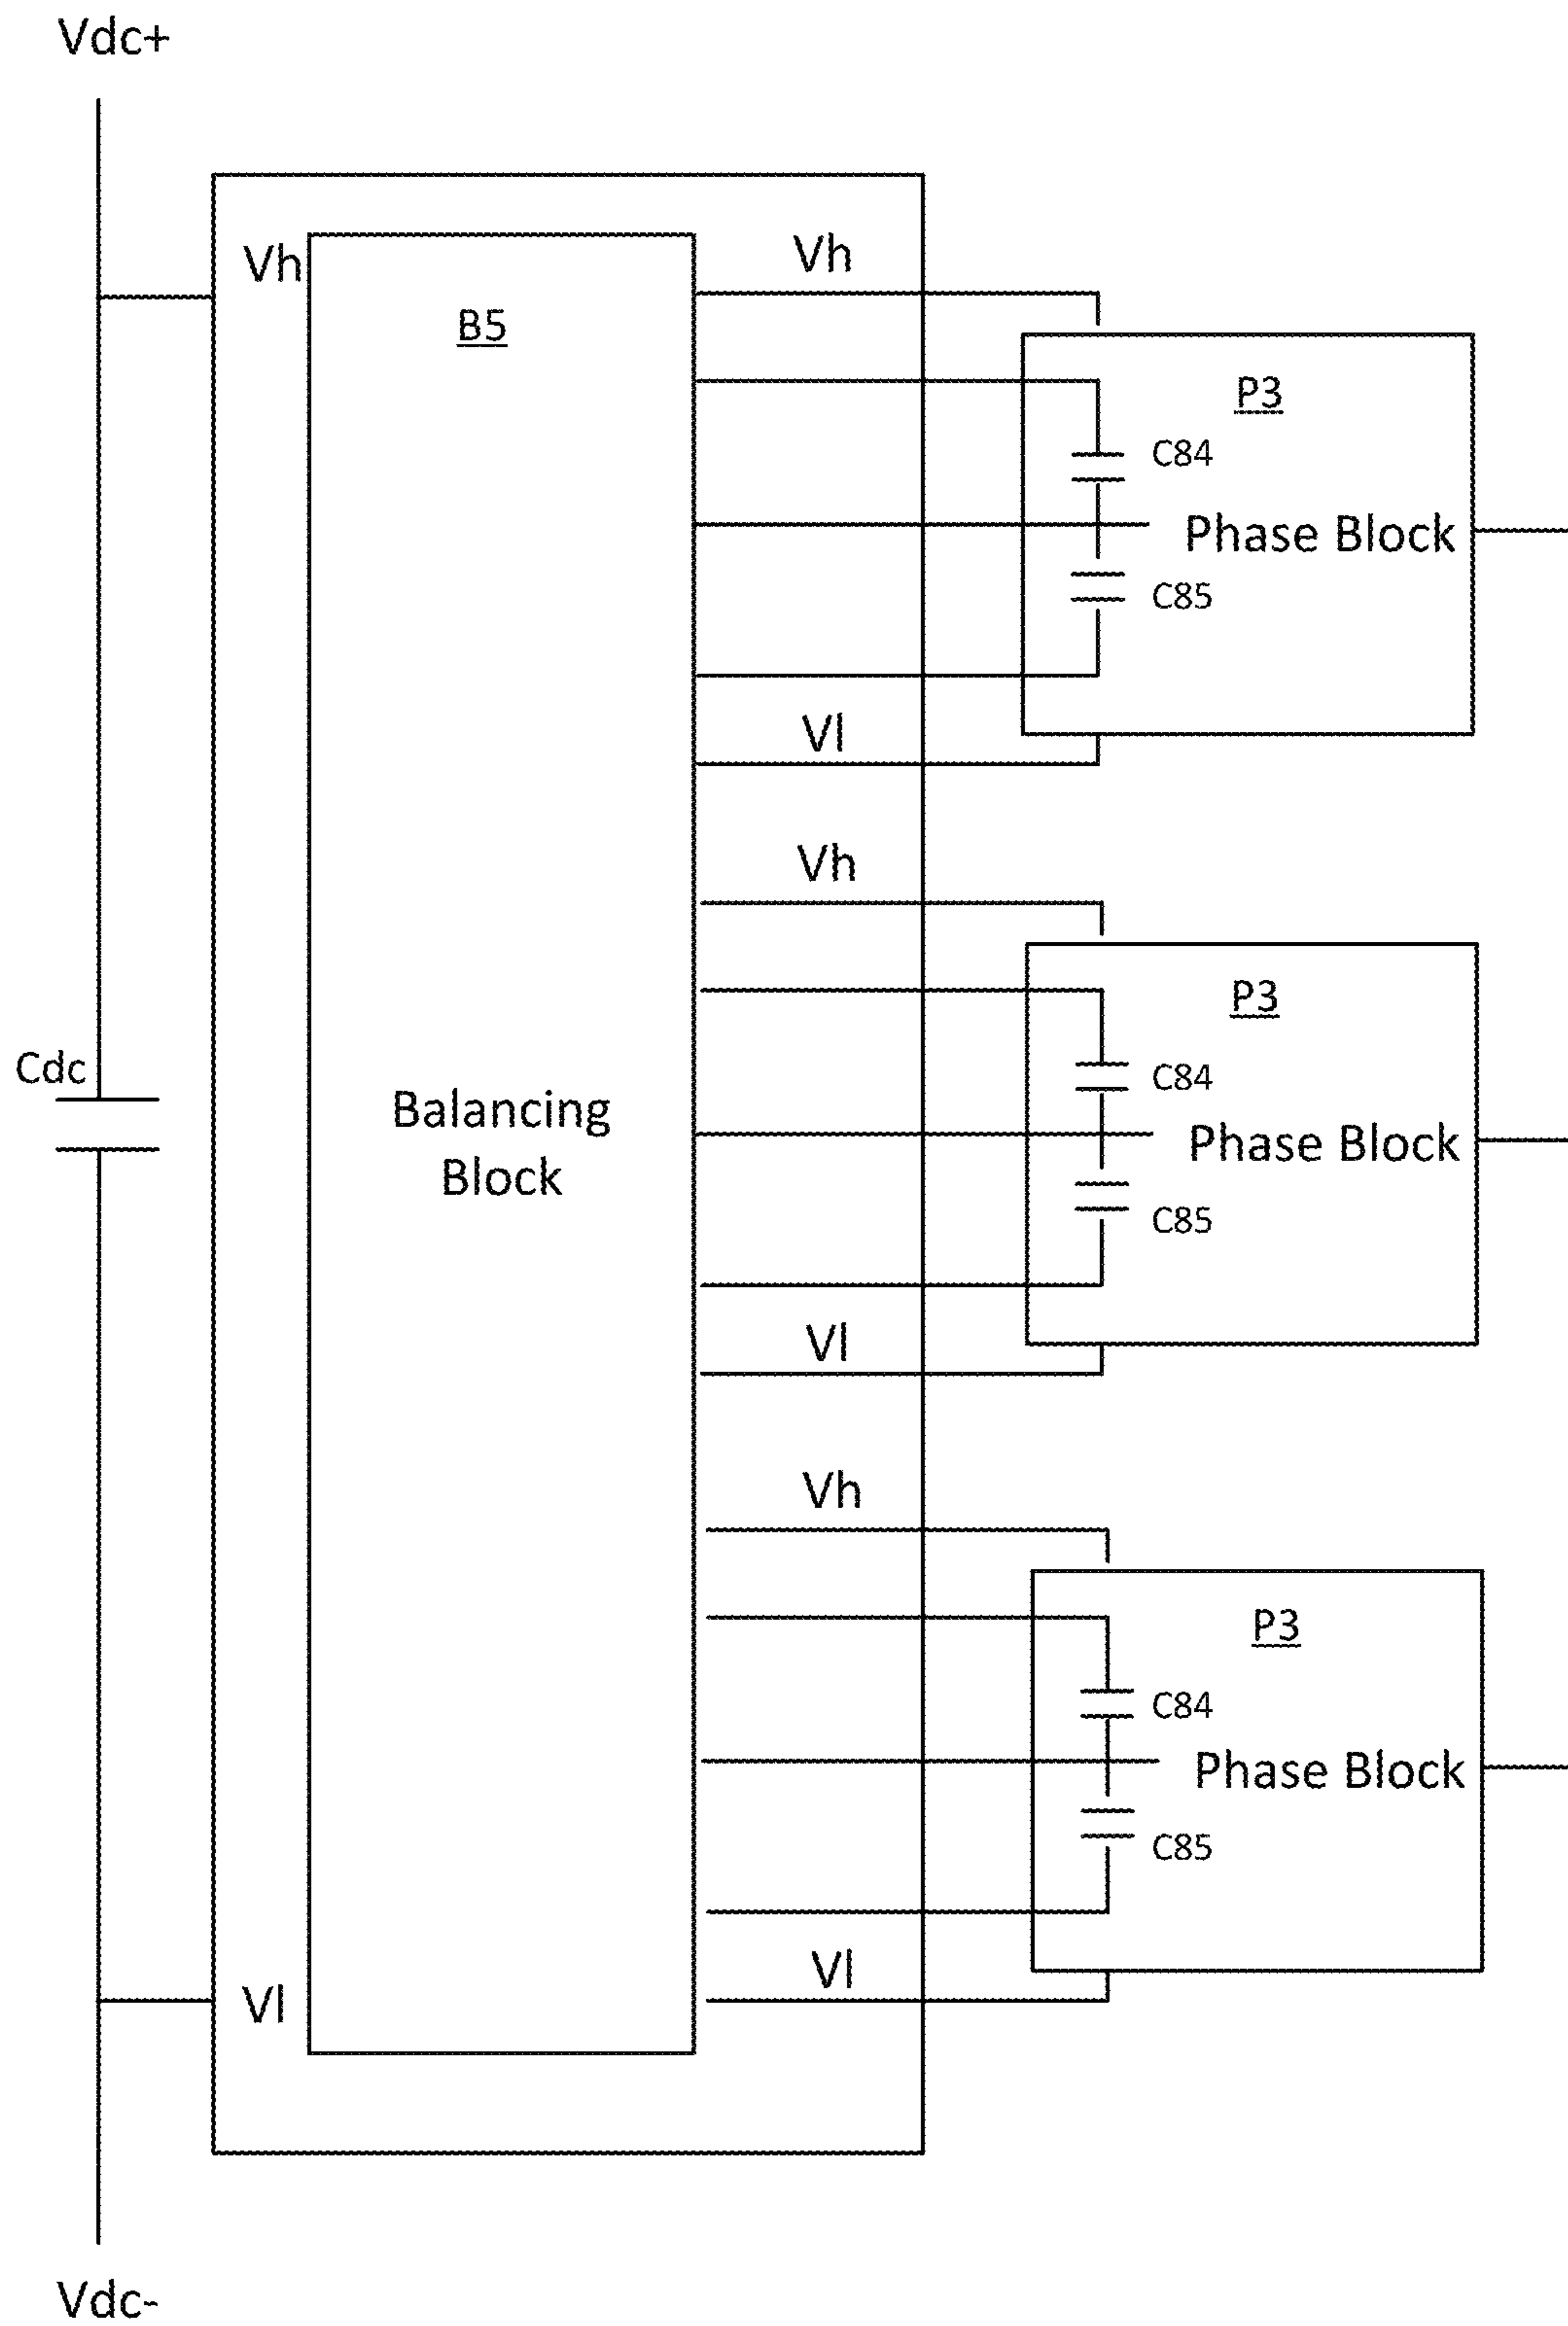 Vdc+
Vh
Vh
B5
P3
C84
Phase Block
C85
Vl
Vh
P3
Cdc
C84
Balancing
Block
Phase Block
C85
Vl
Vh
P3
C84
Phase Block
C85
Vl
Vl
Vdc-